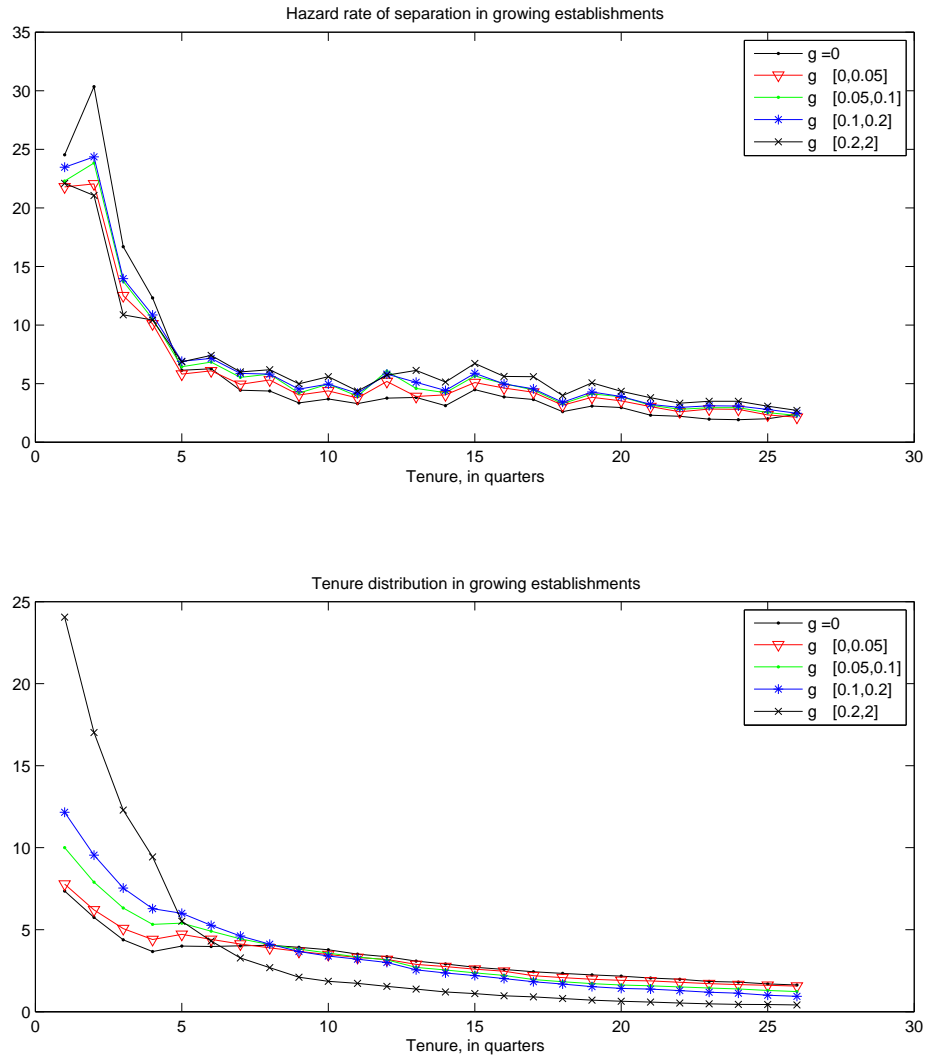 Hazard rate of separation in growing establishments
35
30
25
20
15
10
5
0
0 5 10 15 20 25 30
Tenure, in quarters
g =0
g [0,0.05]
g [0.05,0.1]
g [0.1,0.2]
g [0.2,2]
Tenure distribution in growing establishments
25
20
15
10
5
0
0 5 10 15 20 25 30
Tenure, in quarters
g =0
g [0,0.05]
g [0.05,0.1]
g [0.1,0.2]
g [0.2,2]